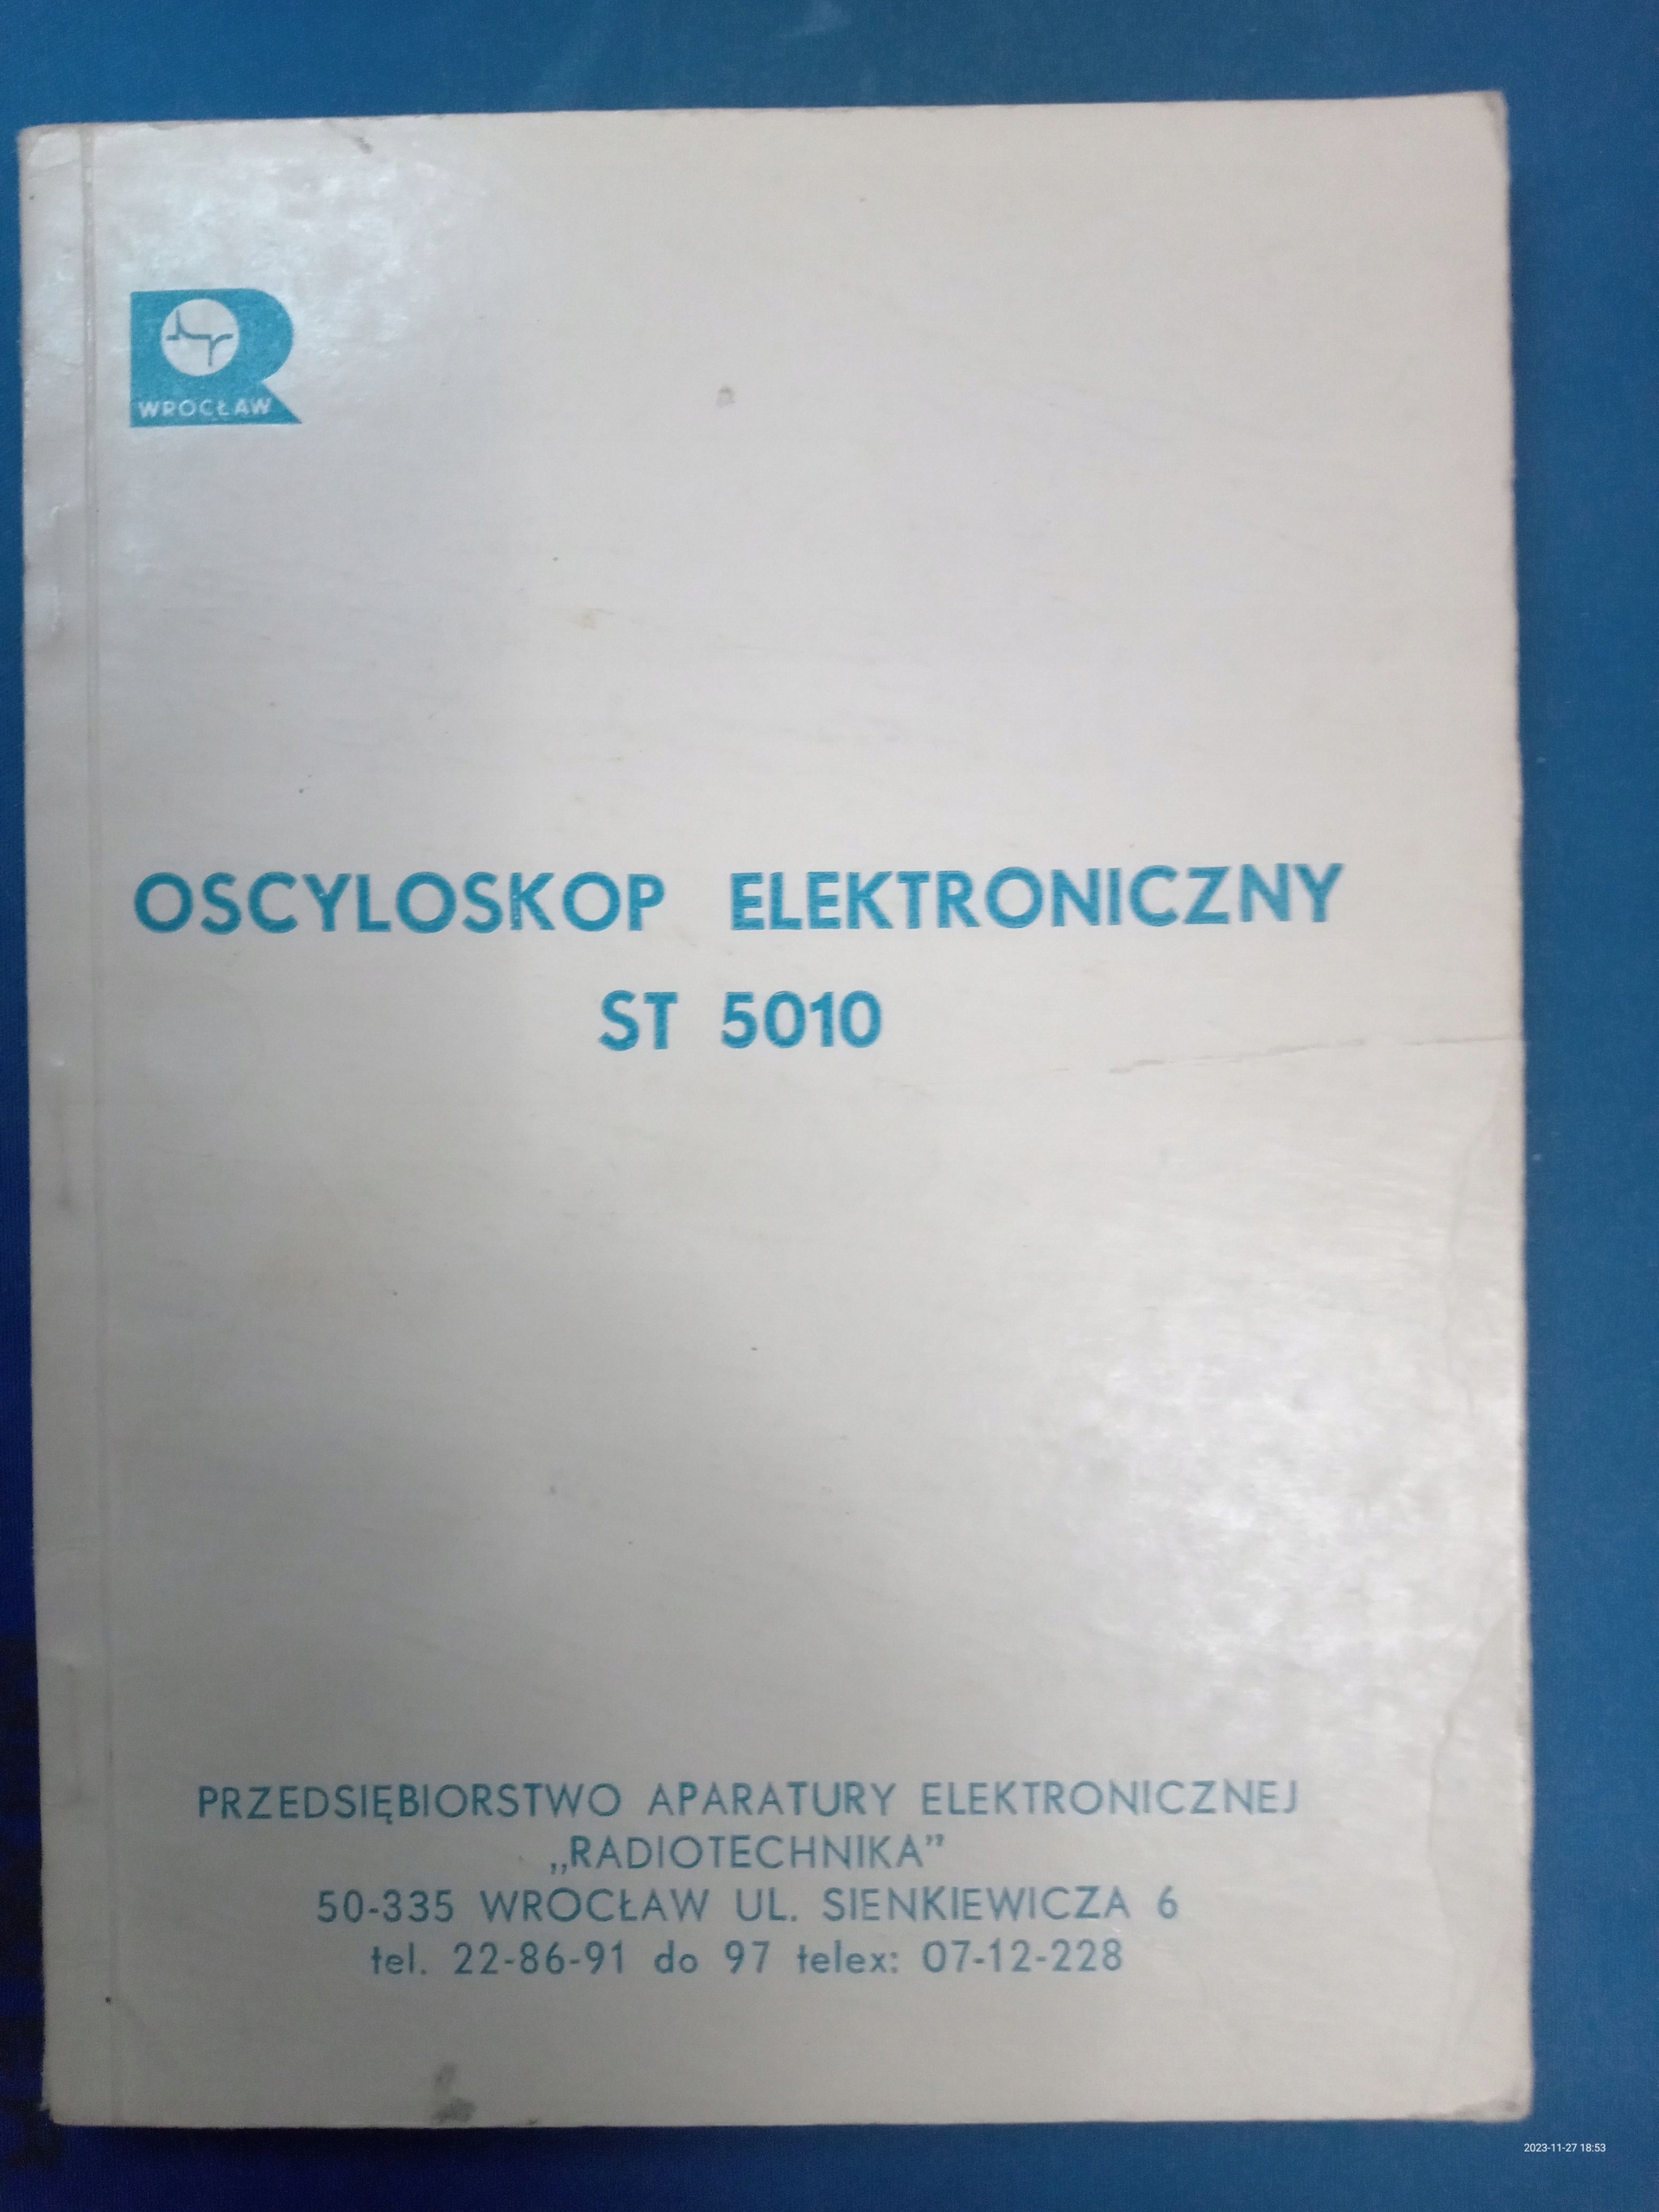 WROCŁAW
OSCYLOSKOP ELEKTRONICZNY
ST 5010
PRZEDSIĘBIORSTWO APARATURY ELEKTRONICZNEJ
„RADIOTECHNIKA”
50-335 WROCŁAW UL. SIENKIEWICZA 6
tel. 22-86-91 do 97 telex: 07-12-228
2023-11-27 18:53